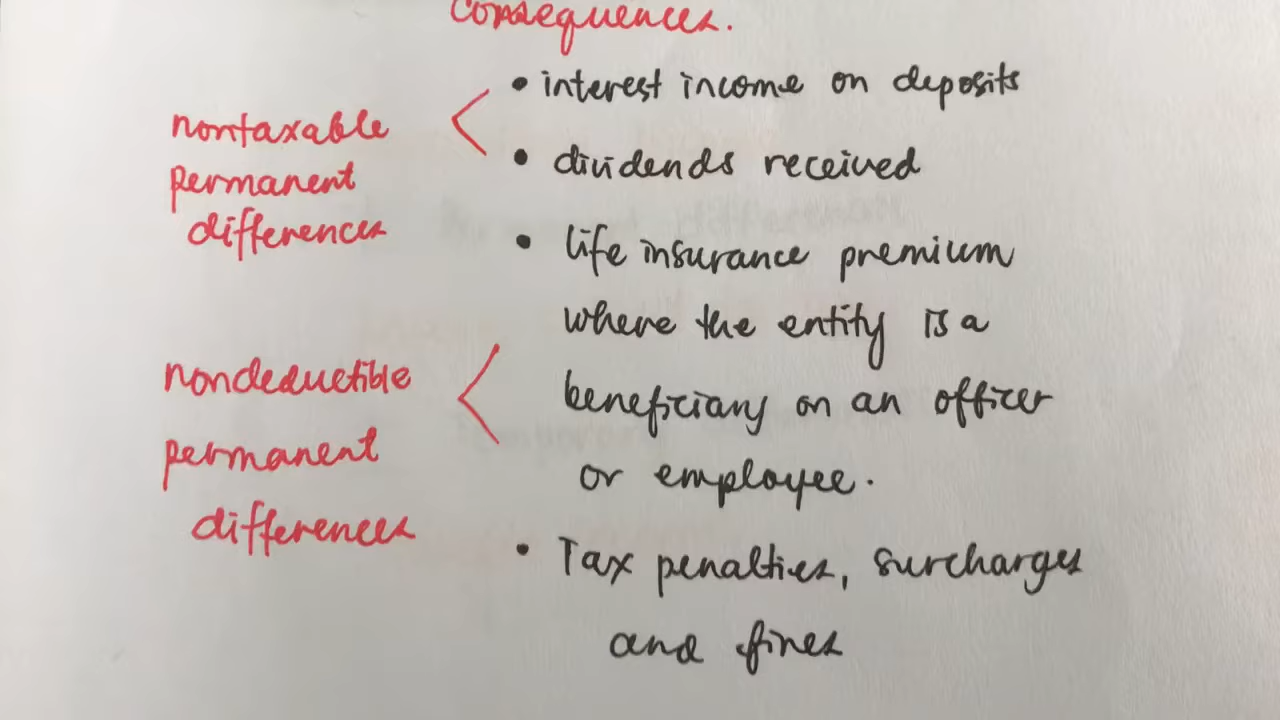 consequences.
• interest income on deposits
nontaxable
permanent
differences
• dividends received
• life insurance premium
where the entity is a
beneficiary on an officer
or employee.
nondeductible
permanent
differences
• Tax penalties, surcharges
and fines